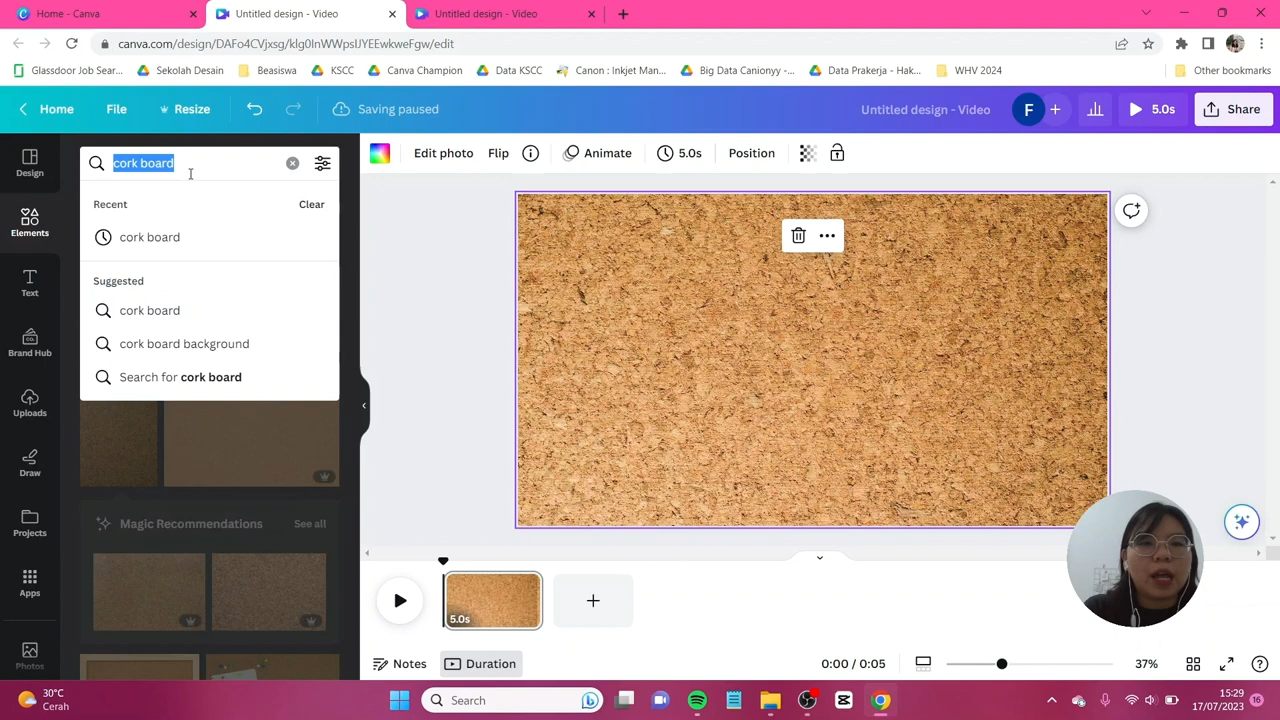 Home - Canva
Untitled design - Video
Untitled design - Video
canva.com/design/DAFo4CVjxsg/klg0InWWpslJYEEwkweFgw/edit
Glassdoor Job Sear...
Sekolah Desain
Beasiswa
KSCC
Canva Champion
Data KSCC
Canon : Inkjet Man...
Big Data Canionyy -...
Data Prakerja - Hak...
WHV 2024
Other bookmarks
Home
File
Resize
Saving paused
Untitled design - Video
F
5.0s
Share
Design
Elements
Text
Brand Hub
Uploads
Draw
Projects
Apps
Photos
cork board
Recent
Clear
cork board
Suggested
cork board
cork board background
Search for cork board
Magic Recommendations
See all
Edit photo
Flip
Animate
5.0s
Position
5.0s
Notes
Duration
0:00 / 0:05
37%
30°C
Cerah
Search
15:29
17/07/2023
16